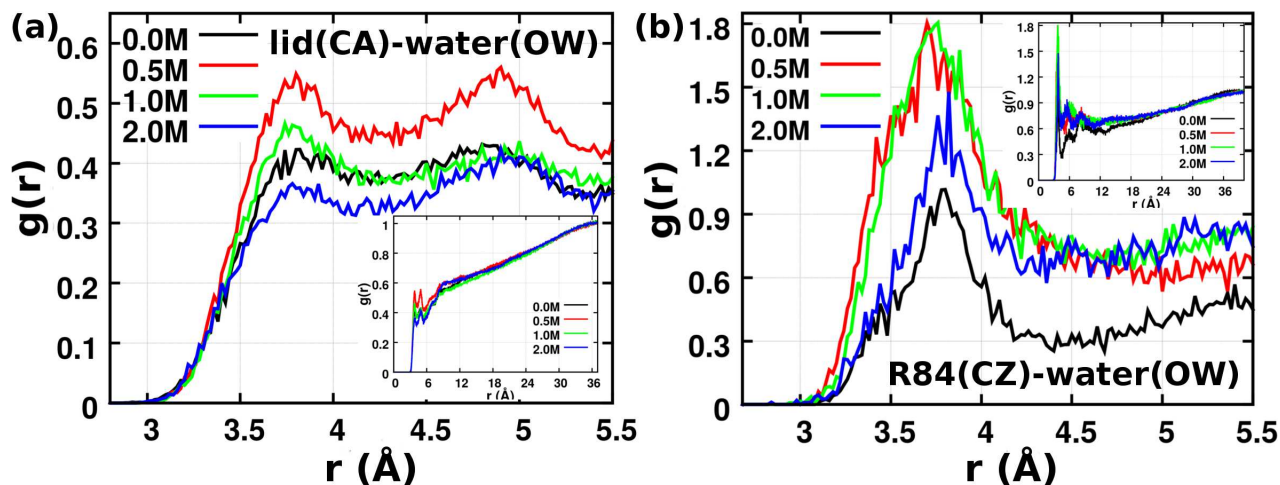 (a)
0.6
0.5
0.4
0.3
0.2
0.1
0
g(r)
0.0M
0.5M
1.0M
2.0M
lid(CA)-water(OW)
3
3.5
4
4.5
5
5.5
r (Å)
1
0.8
0.6
0.4
0.2
0
g(r)
0.0M
0.5M
1.0M
2.0M
0
6
12
18
24
30
36
r (Å)
(b)
1.8
1.5
1.2
0.9
0.6
0.3
0
g(r)
0.0M
0.5M
1.0M
2.0M
R84(CZ)-water(OW)
3
3.5
4
4.5
5
5.5
r (Å)
1.8
1.5
1.2
0.9
0.6
0.3
0
g(r)
0.0M
0.5M
1.0M
2.0M
0
6
12
18
24
30
36
r (Å)